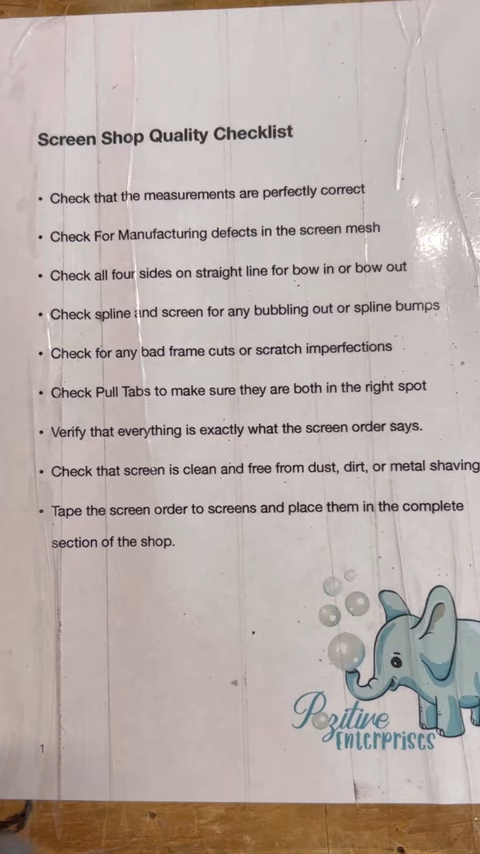 Screen Shop Quality Checklist
• Check that the measurements are perfectly correct
• Check For Manufacturing defects in the screen mesh
• Check all four sides on straight line for bow in or bow out
• Check spline and screen for any bubbling out or spline bumps
• Check for any bad frame cuts or scratch imperfections
• Check Pull Tabs to make sure they are both in the right spot
• Verify that everything is exactly what the screen order says.
• Check that screen is clean and free from dust, dirt, or metal shaving
• Tape the screen order to screens and place them in the complete
section of the shop.
Pozitive
Enterprises
1